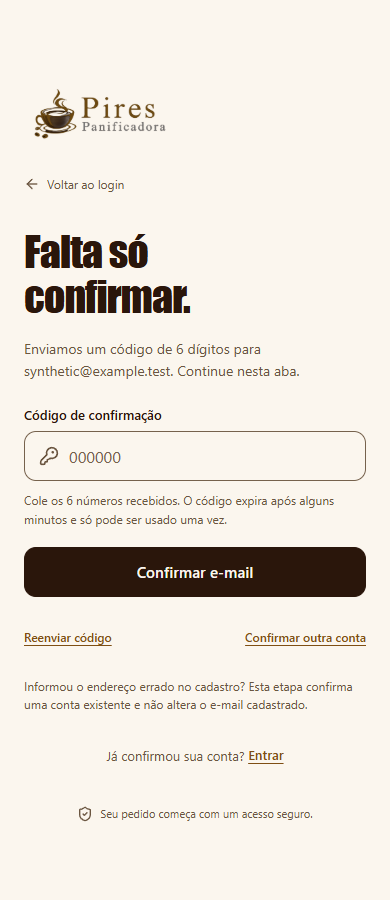 Pires
Panificadora
Voltar ao login
Falta só
confirmar.
Enviamos um código de 6 dígitos para
synthetic@example.test. Continue nesta aba.
Código de confirmação
000000
Cole os 6 números recebidos. O código expira após alguns
minutos e só pode ser usado uma vez.
Confirmar e-mail
Reenviar código
Confirmar outra conta
Informou o endereço errado no cadastro? Esta etapa confirma
uma conta existente e não altera o e-mail cadastrado.
Já confirmou sua conta? Entrar
Seu pedido começa com um acesso seguro.